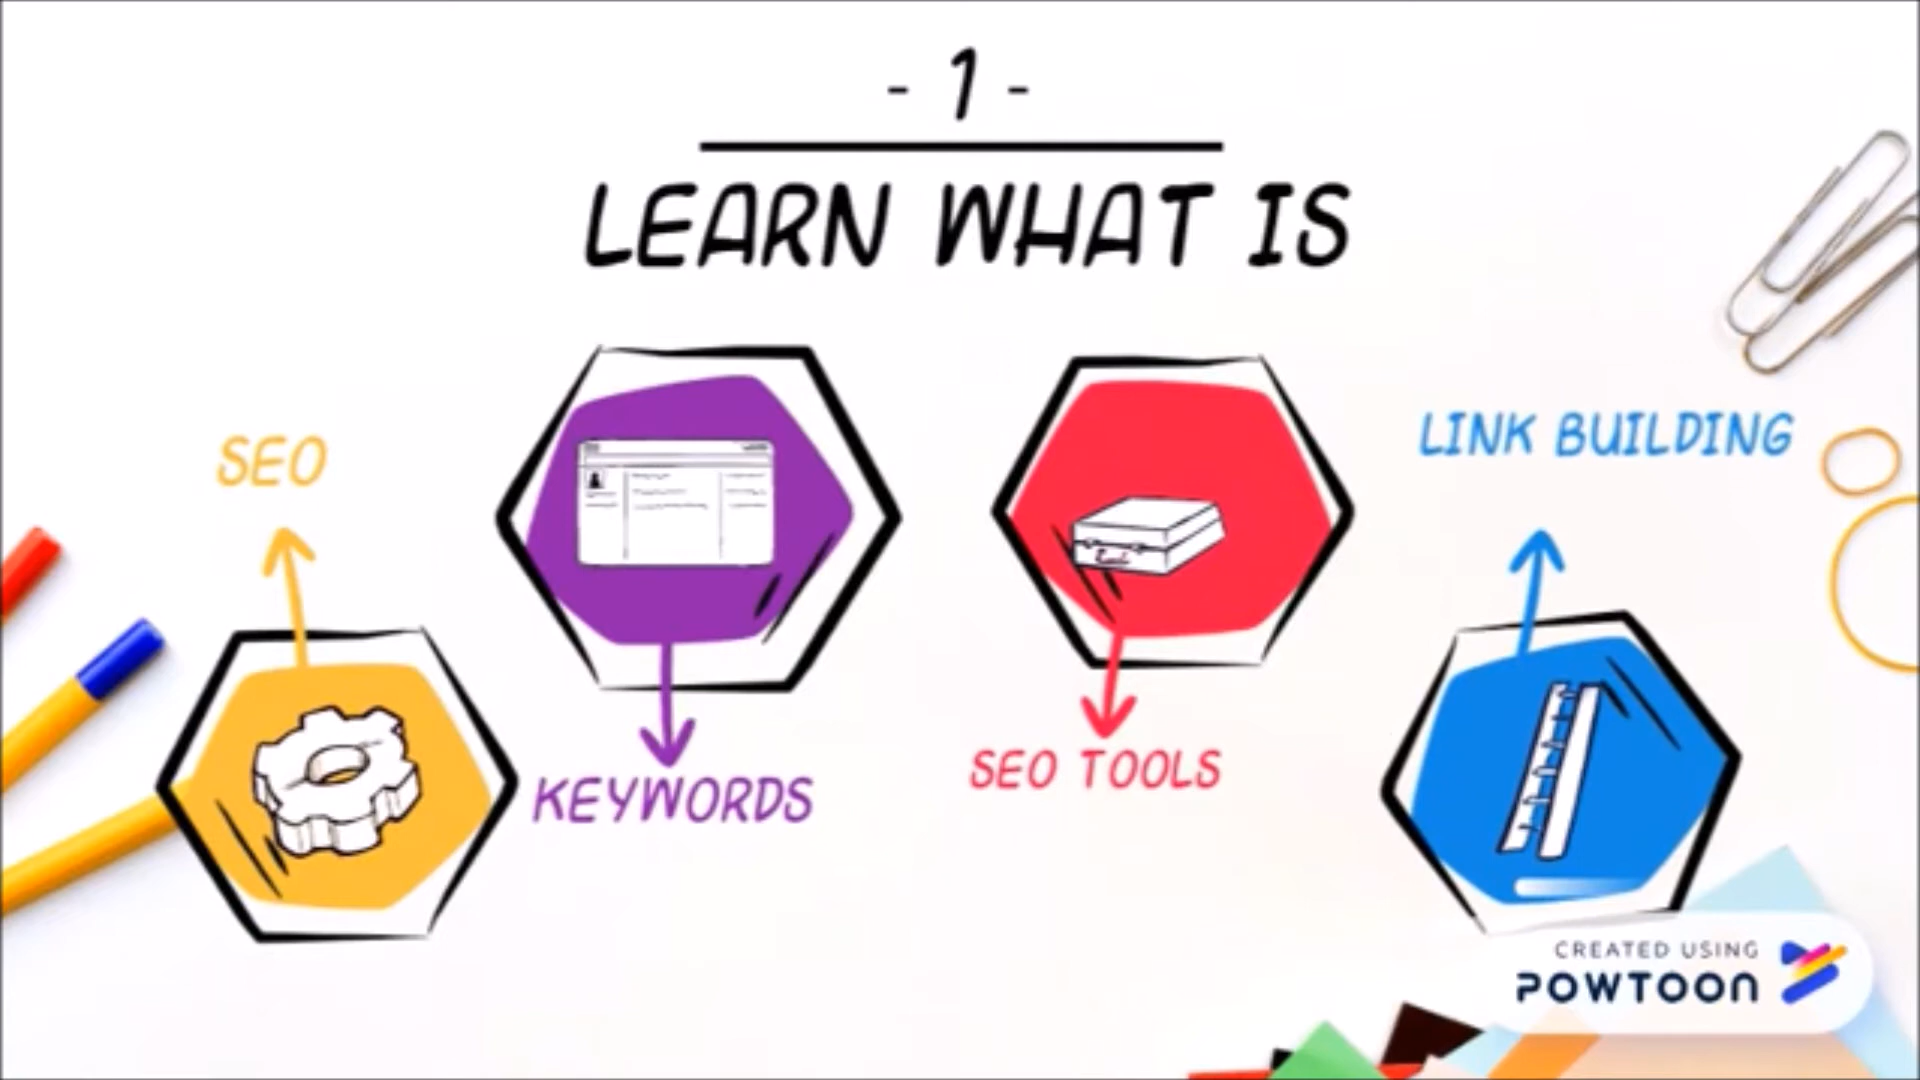 - 1 -
LEARN WHAT IS
SEO
KEYWORDS
SEO TOOLS
LINK BUILDING
CREATED USING
POWTOON